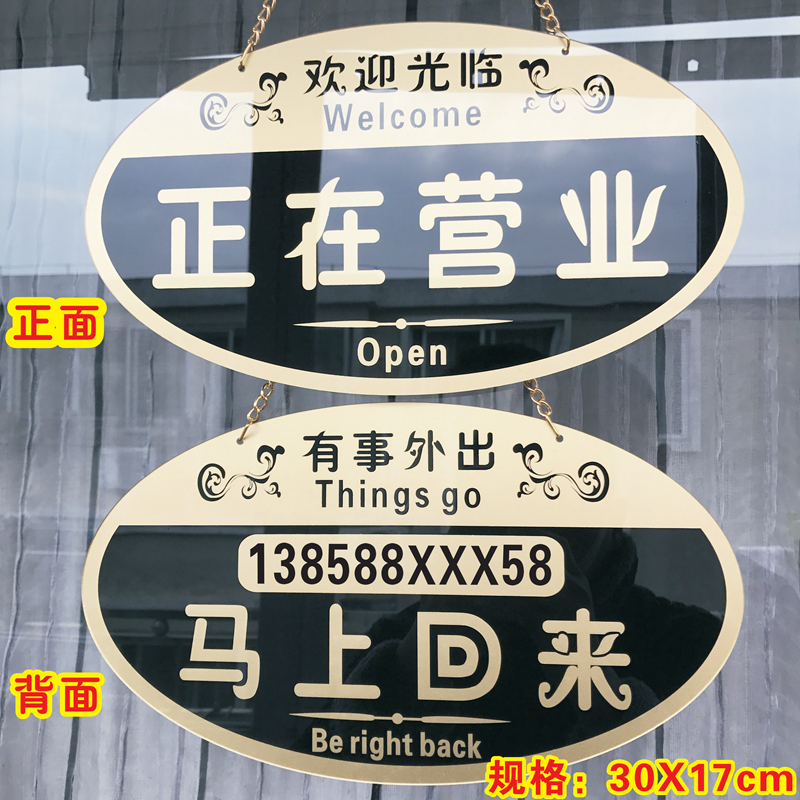 欢迎光临
Welcome
正在营业
正面
Open
有事外出
Things go
138588XXX58
马上回来
背面
Be right back
规格：30X17cm